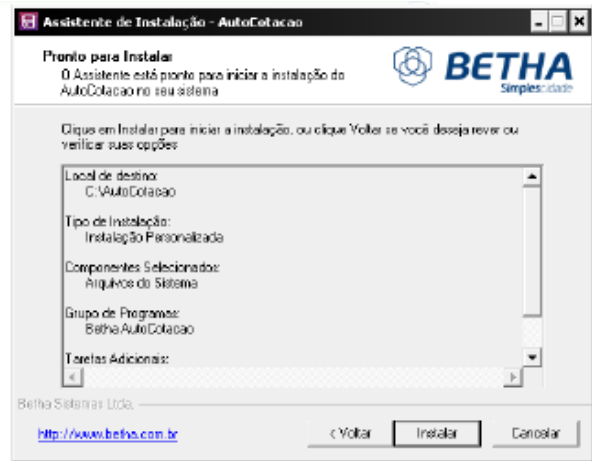 Assistente de Instalação - AutoCotacao
Pronto para Instalar
O Assistente está pronto para iniciar a instalação do
AutoCotacao no seu sistema
BETHA
Simplescidade
Clique em Instalar para iniciar a instalação, ou clique Voltar se você deseja rever ou
verificar suas opções
Local de destino:
C:\AutoCotacao
Tipo de Instalação:
Instalação Personalizada
Componentes Selecionados:
Arquivos do Sistema
Grupo de Programas:
Betha AutoCotacao
Tarefas Adicionais:
Betha Sistemas Ltda.
http://www.betha.com.br
< Voltar
Instalar
Cancelar